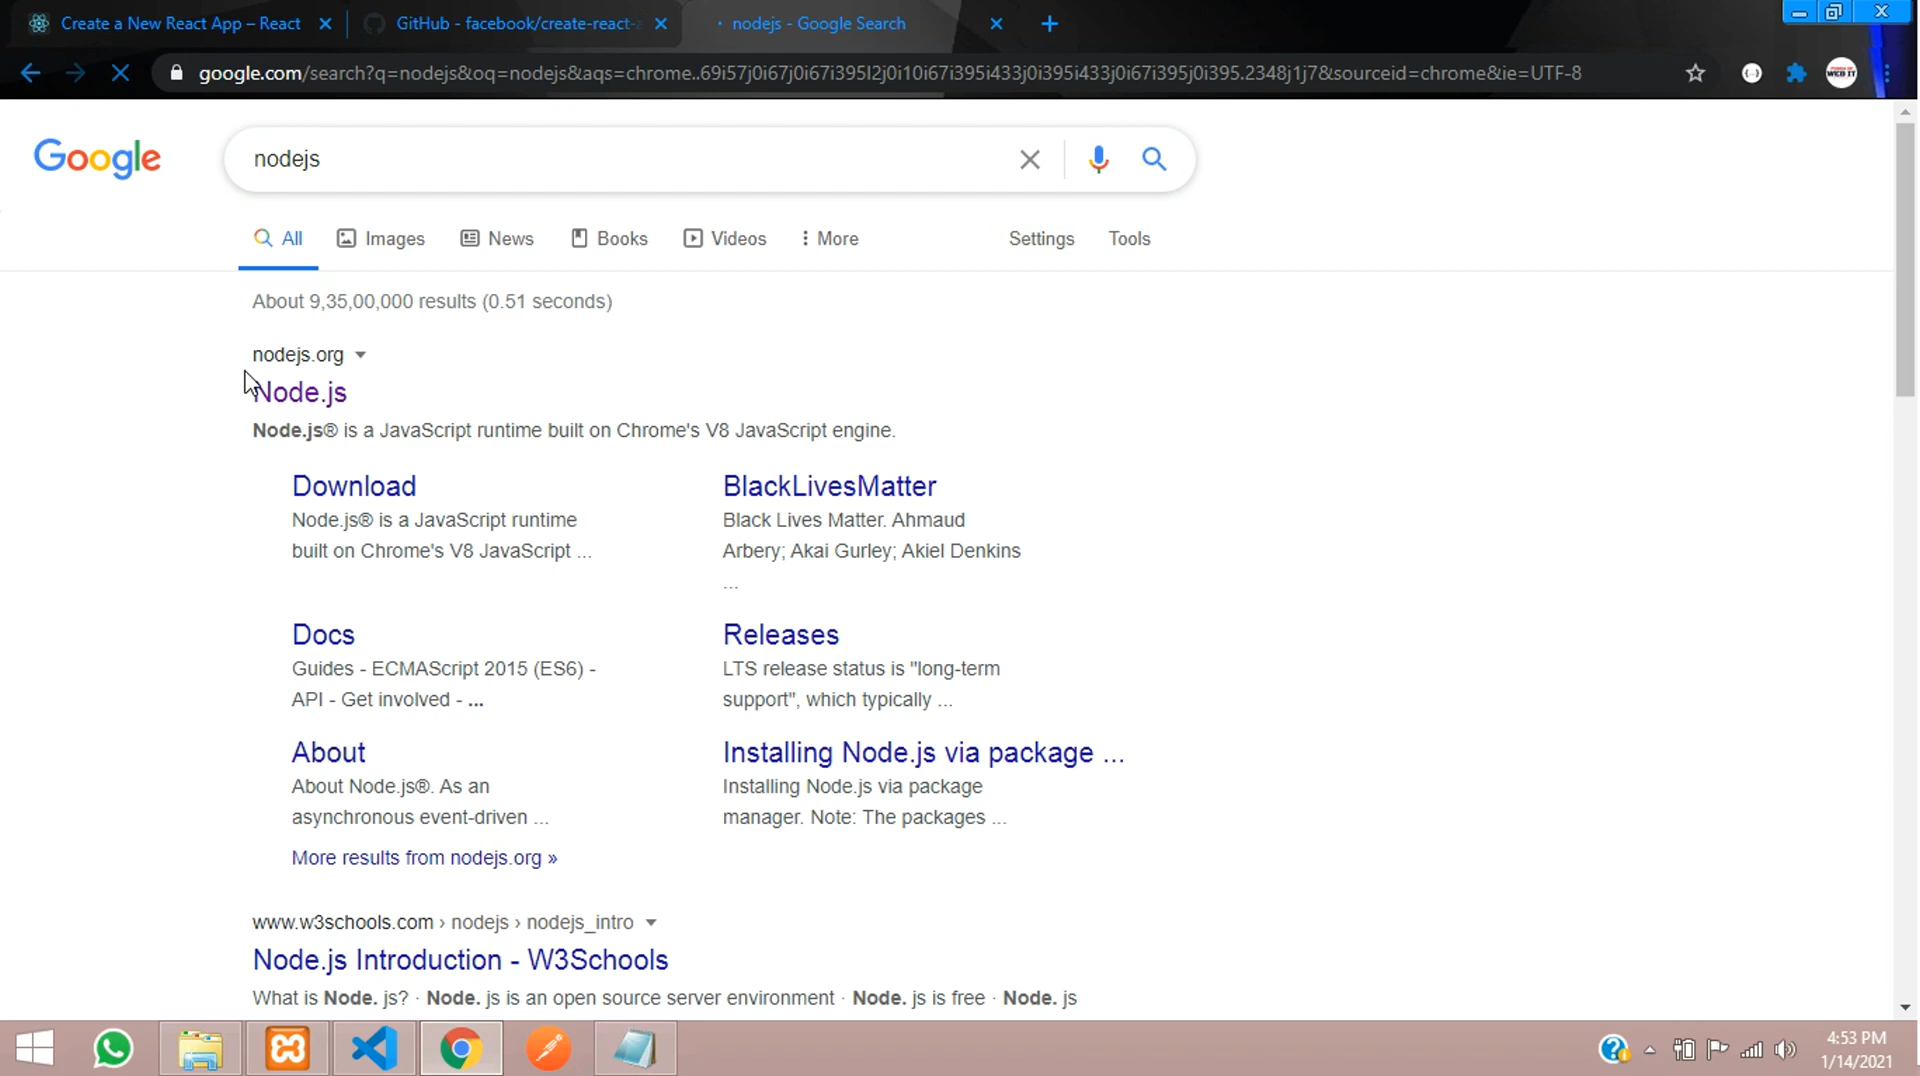 Create a New React App – React
GitHub - facebook/create-react-a
nodejs - Google Search
google.com/search?q=nodejs&oq=nodejs&aqs=chrome..69i57j0i67j0i67i395l2j0i10i67i395i433j0i395i433j0i67i395j0i395.2348j1j7&sourceid=chrome&ie=UTF-8
WEB IT
Google
nodejs
All
Images
News
Books
Videos
More
Settings
Tools
About 9,35,00,000 results (0.51 seconds)
nodejs.org
Node.js
Node.js® is a JavaScript runtime built on Chrome's V8 JavaScript engine.
Download
Node.js® is a JavaScript runtime
built on Chrome's V8 JavaScript ...
BlackLivesMatter
Black Lives Matter. Ahmaud
Arbery; Akai Gurley; Akiel Denkins
...
Docs
Guides - ECMAScript 2015 (ES6) -
API - Get involved - ...
Releases
LTS release status is "long-term
support", which typically ...
About
About Node.js®. As an
asynchronous event-driven ...
Installing Node.js via package ...
Installing Node.js via package
manager. Note: The packages ...
More results from nodejs.org »
www.w3schools.com › nodejs › nodejs_intro
Node.js Introduction - W3Schools
What is Node. js? · Node. js is an open source server environment · Node. js is free · Node. js
4:53 PM
1/14/2021